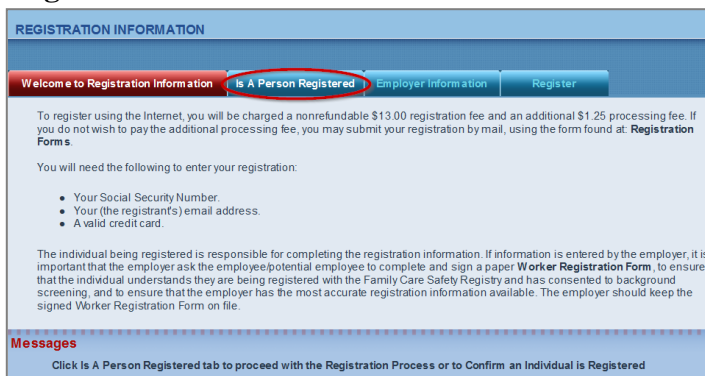 REGISTRATION INFORMATION
Welcome to Registration Information Is A Person Registered Employer Information Register
To register using the Internet, you will be charged a nonrefundable $13.00 registration fee and an additional $1.25 processing fee. If
you do not wish to pay the additional processing fee, you may submit your registration by mail, using the form found at: Registration
Forms.
You will need the following to enter your registration:
• Your Social Security Number.
• Your (the registrant's) email address.
• A valid credit card.
The individual being registered is responsible for completing the registration information. If information is entered by the employer, it is
important that the employer ask the employee/potential employee to complete and sign a paper Worker Registration Form, to ensure
that the individual understands they are being registered with the Family Care Safety Registry and has consented to background
screening, and to ensure that the employer has the most accurate registration information available. The employer should keep the
signed Worker Registration Form on file.
Messages
Click Is A Person Registered tab to proceed with the Registration Process or to Confirm an Individual is Registered